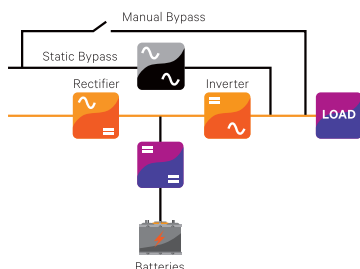 Manual Bypass
Static Bypass
Rectifier
Inverter
LOAD
Batteries